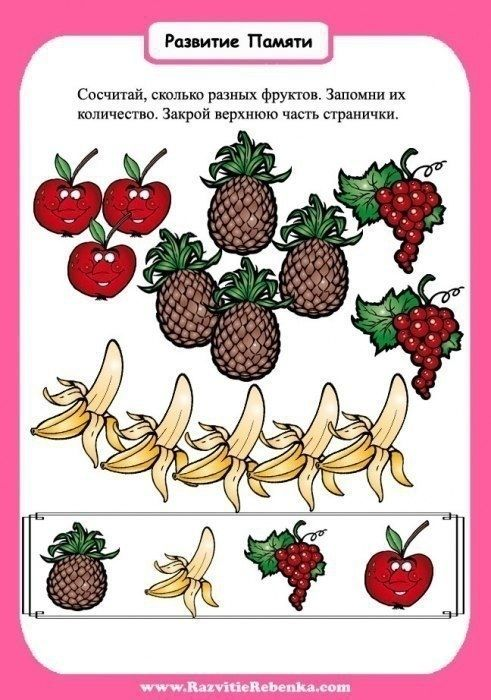 Развитие Памяти
Сосчитай, сколько разных фруктов. Запомни их
количество. Закрой верхнюю часть странички.
www.RazvitieRebenka.com